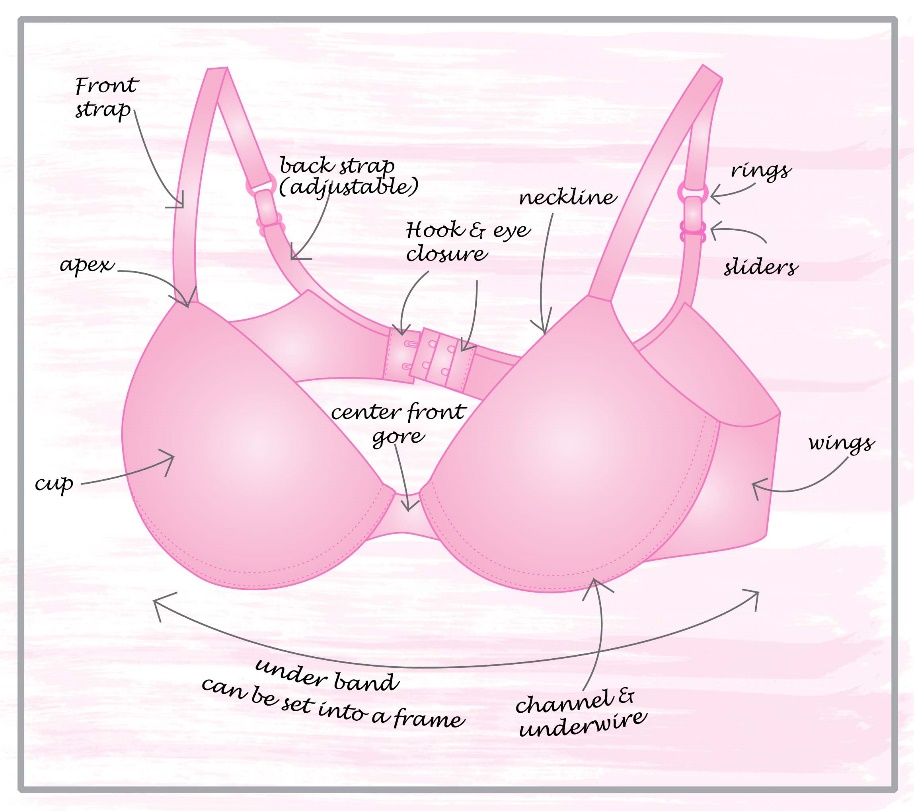 Front
strap
back strap
(adjustable)
neckline
rings
Hook & eye
closure
apex
sliders
center front
gore
wings
cup
under band
can be set into a frame
channel &
underwire